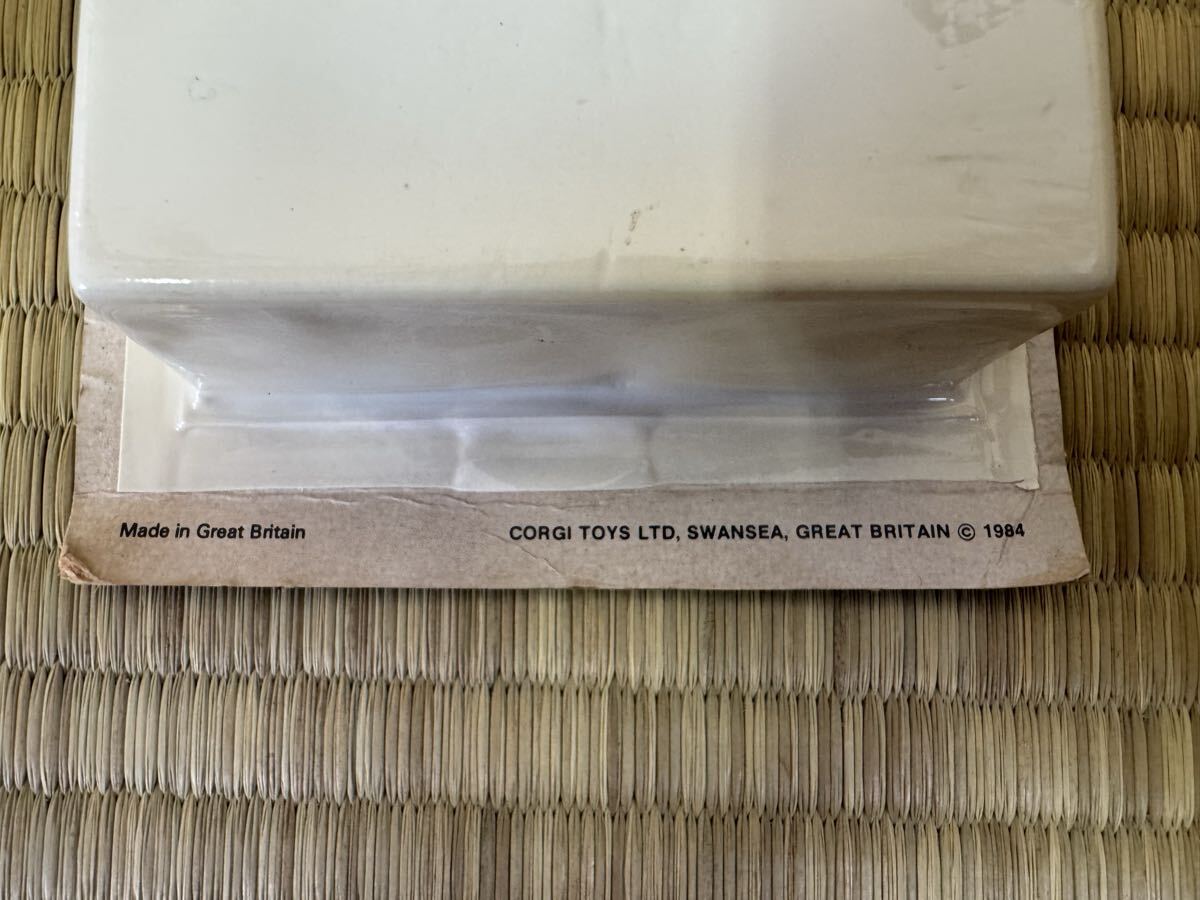 Made in Great Britain
CORGI TOYS LTD, SWANSEA, GREAT BRITAIN © 1984